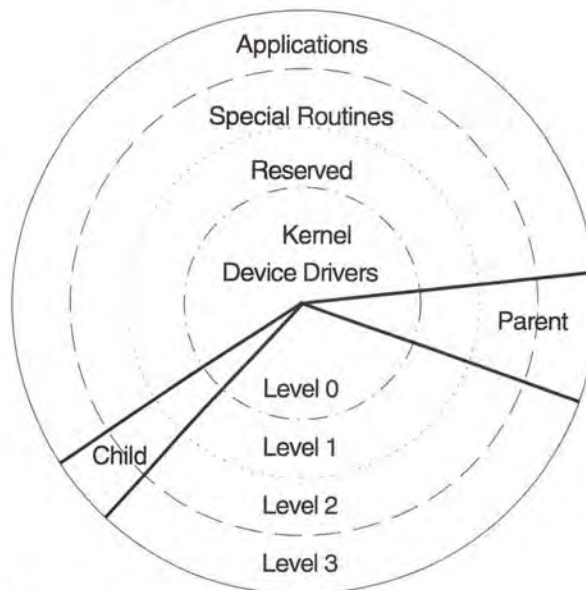 Applications
Special Routines
Reserved
Kernel
Device Drivers
Parent
Level 0
Child
Level 1
Level 2
Level 3